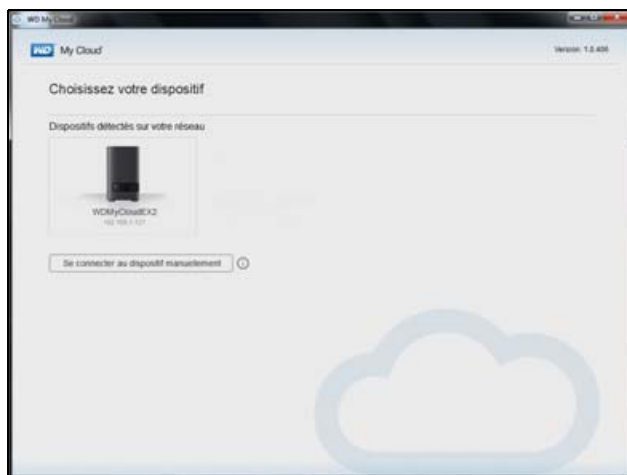 WD My Cloud
WD My Cloud
Version: 1.0.
Choisissez votre dispositif
Dispositifs détectés sur votre réseau
WDMyCloudEX2
Se connecter au dispositif manuellement